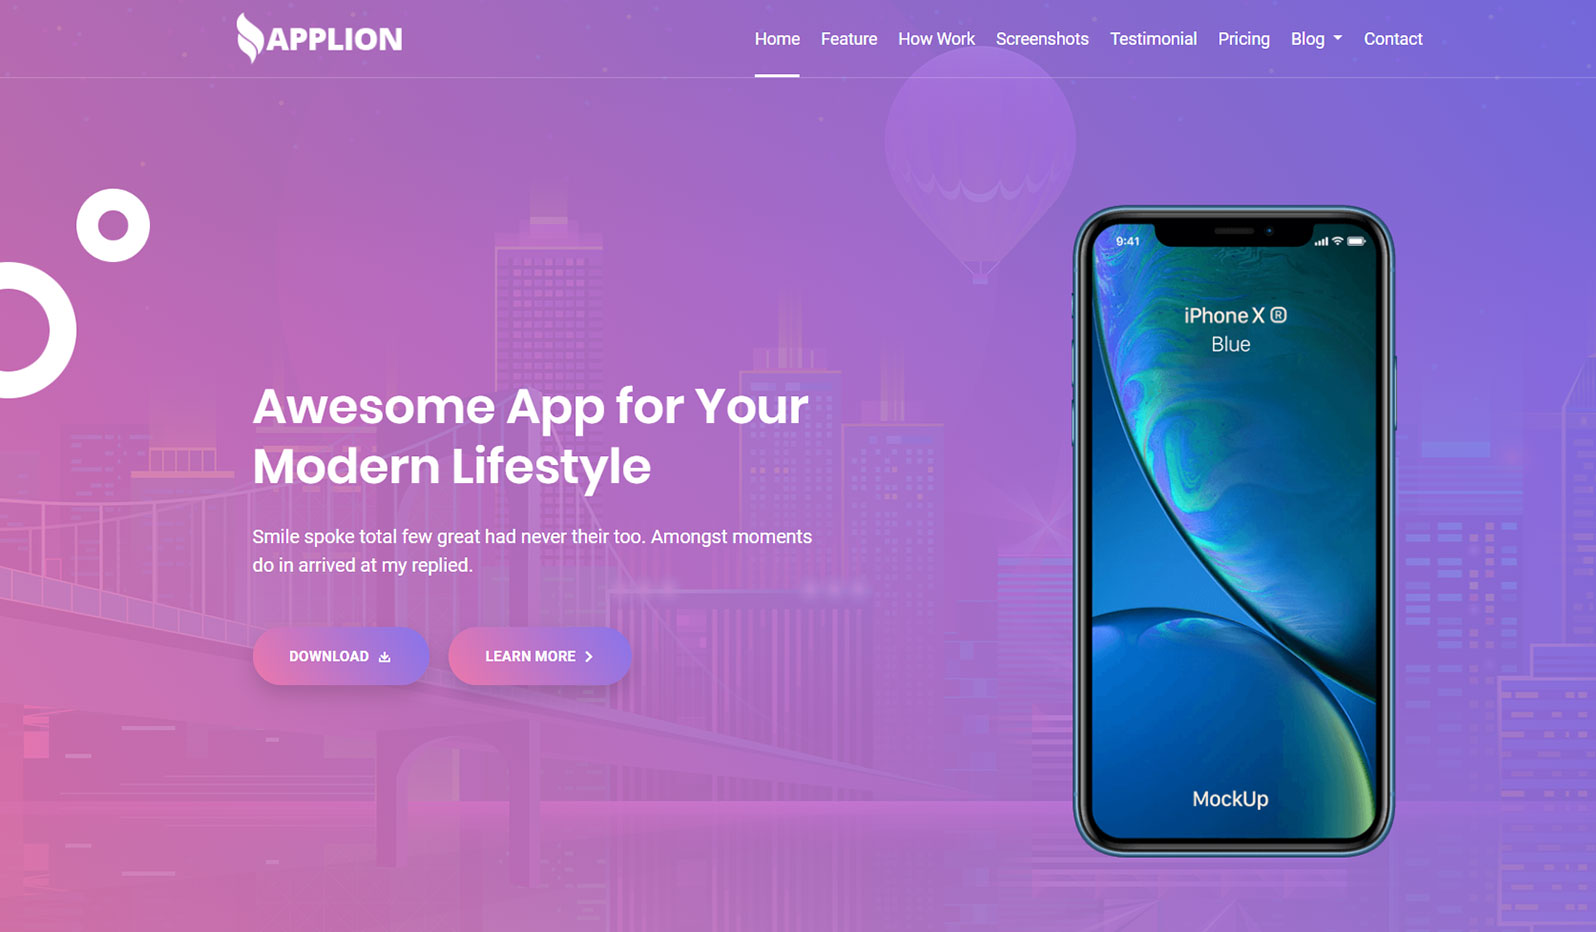 APPLION
Home Feature How Work Screenshots Testimonial Pricing Blog Contact
9:41
iPhone X ®
Blue
Awesome App for Your
Modern Lifestyle
Smile spoke total few great had never their too. Amongst moments
do in arrived at my replied.
DOWNLOAD LEARN MORE
MockUp